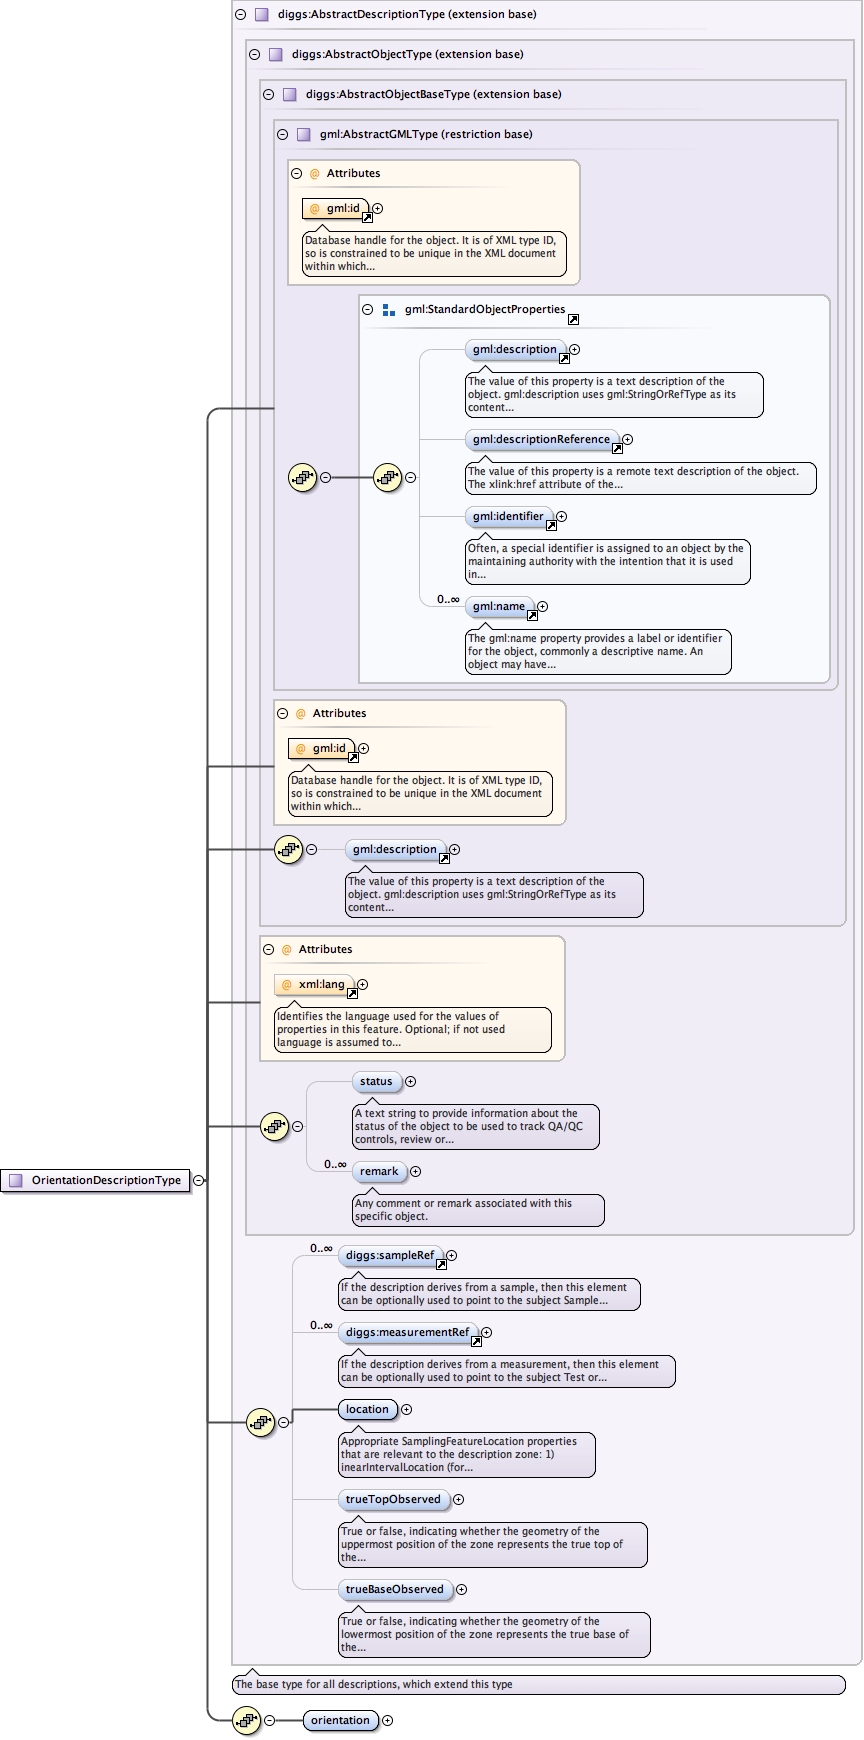 diggs:AbstractDescriptionType (extension base)
diggs:AbstractObjectType (extension base)
diggs:AbstractObjectBaseType (extension base)
gml:AbstractGMLType (restriction base)
@ Attributes
@ gml:id
Database handle for the object. It is of XML type ID,
so is constrained to be unique in the XML document
within which...
gml:StandardObjectProperties
gml:description
The value of this property is a text description of the
object. gml:description uses gml:StringOrRefType as its
content...
gml:descriptionReference
The value of this property is a remote text description of the object.
The xlink:href attribute of the...
gml:identifier
Often, a special identifier is assigned to an object by the
maintaining authority with the intention that it is used
in...
0..∞
gml:name
The gml:name property provides a label or identifier
for the object, commonly a descriptive name. An
object may have...
@ Attributes
@ gml:id
Database handle for the object. It is of XML type ID,
so is constrained to be unique in the XML document
within which...
gml:description
The value of this property is a text description of the
object. gml:description uses gml:StringOrRefType as its
content...
@ Attributes
@ xml:lang
Identifies the language used for the values of
properties in this feature. Optional; if not used
language is assumed to...
status
A text string to provide information about the
status of the object to be used to track QA/QC
controls, review or...
0..∞
remark
Any comment or remark associated with this
specific object.
OrientationDescriptionType
0..∞
diggs:sampleRef
If the description derives from a sample, then this element
can be optionally used to point to the subject Sample...
0..∞
diggs:measurementRef
If the description derives from a measurement, then this element
can be optionally used to point to the subject Test or...
location
Appropriate SamplingFeatureLocation properties
that are relevant to the description zone: 1)
inearIntervalLocation (for...
trueTopObserved
True or false, indicating whether the geometry of the
uppermost position of the zone represents the true top of
the...
trueBaseObserved
True or false, indicating whether the geometry of the
lowermost position of the zone represents the true base of
the...
The base type for all descriptions, which extend this type
orientation